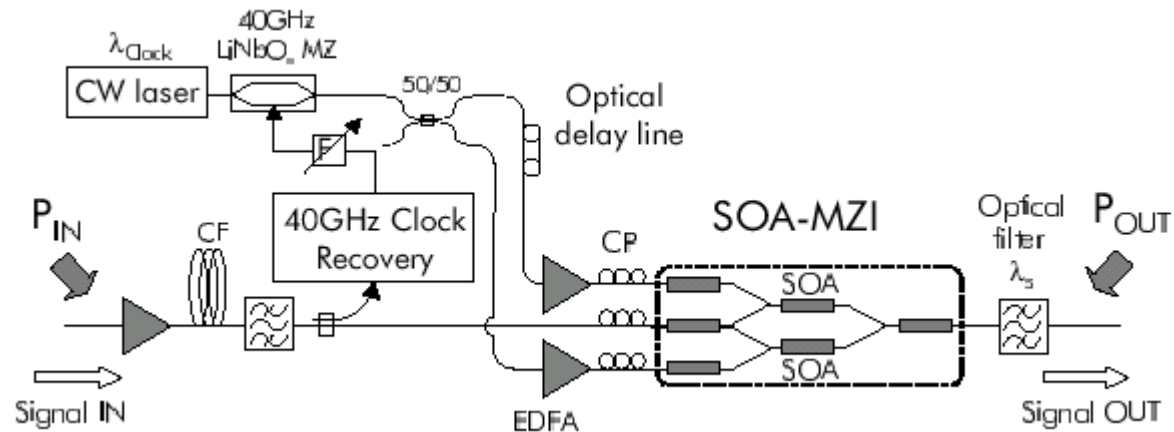 40GHz
LiNbO₃ MZ
λClock
CW laser
50/50
Optical
delay line
F
PIN
CF
40GHz Clock
Recovery
CP
SOA-MZI
SOA
SOA
Optical
filter
λs
POUT
Signal IN
EDFA
Signal OUT